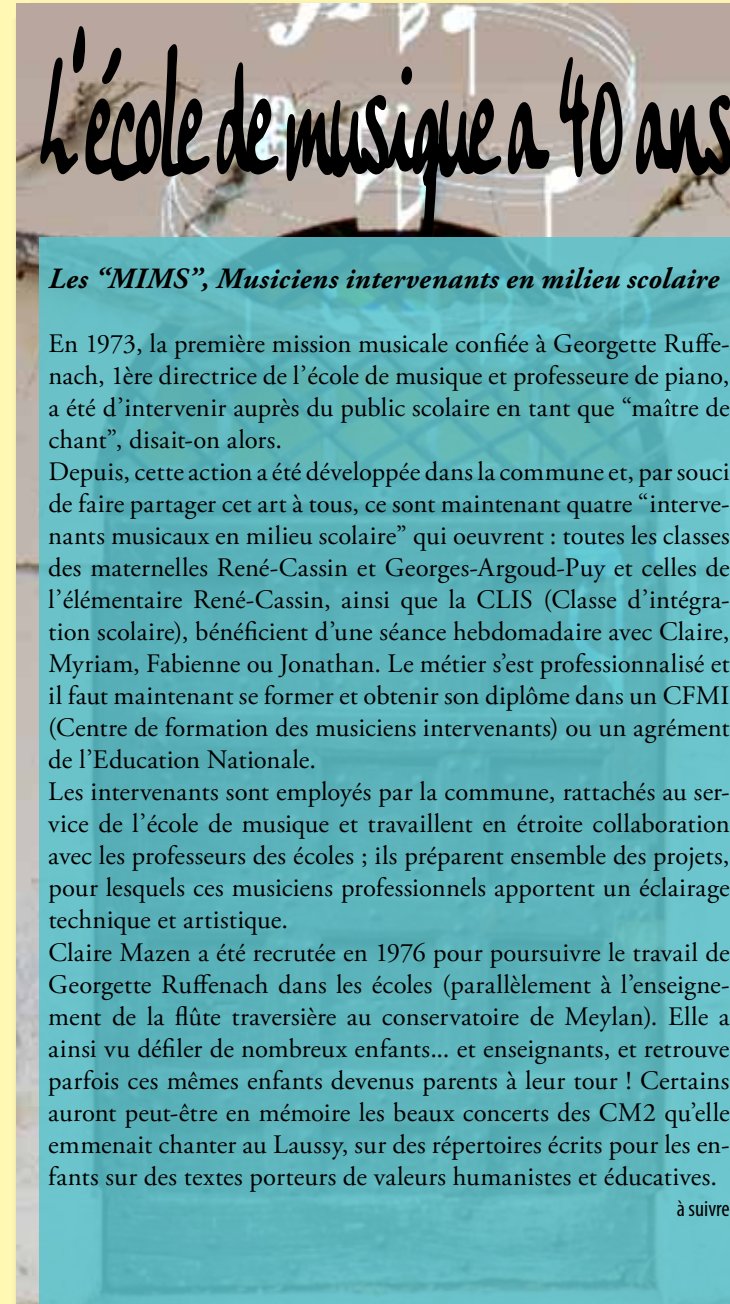 L'école de musique a 40 ans
Les “MIMS”, Musiciens intervenants en milieu scolaire
En 1973, la première mission musicale confiée à Georgette Ruffe-
nach, 1ère directrice de l’école de musique et professeure de piano,
a été d’intervenir auprès du public scolaire en tant que “maître de
chant”, disait-on alors.
Depuis, cette action a été développée dans la commune et, par souci
de faire partager cet art à tous, ce sont maintenant quatre “interve-
nants musicaux en milieu scolaire” qui oeuvrent : toutes les classes
des maternelles René-Cassin et Georges-Argoud-Puy et celles de
l’élémentaire René-Cassin, ainsi que la CLIS (Classe d’intégra-
tion scolaire), bénéficient d’une séance hebdomadaire avec Claire,
Myriam, Fabienne ou Jonathan. Le métier s’est professionnalisé et
il faut maintenant se former et obtenir son diplôme dans un CFMI
(Centre de formation des musiciens intervenants) ou un agrément
de l’Education Nationale.
Les intervenants sont employés par la commune, rattachés au ser-
vice de l’école de musique et travaillent en étroite collaboration
avec les professeurs des écoles ; ils préparent ensemble des projets,
pour lesquels ces musiciens professionnels apportent un éclairage
technique et artistique.
Claire Mazen a été recrutée en 1976 pour poursuivre le travail de
Georgette Ruffenach dans les écoles (parallèlement à l’enseigne-
ment de la flûte traversière au conservatoire de Meylan). Elle a
ainsi vu défiler de nombreux enfants... et enseignants, et retrouve
parfois ces mêmes enfants devenus parents à leur tour ! Certains
auront peut-être en mémoire les beaux concerts des CM2 qu’elle
emmenait chanter au Laussy, sur des répertoires écrits pour les en-
fants sur des textes porteurs de valeurs humanistes et éducatives.
à suivre